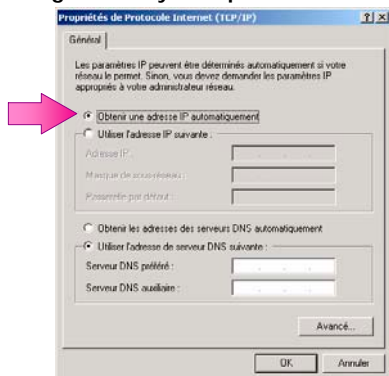 Propriétés de Protocole Internet (TCP/IP)
Général
Les paramètres IP peuvent être déterminés automatiquement si votre
réseau le permet. Sinon, vous devez demander les paramètres IP
appropriés à votre administrateur réseau.
Obtenir une adresse IP automatiquement
Utiliser l'adresse IP suivante :
Adresse IP :
Masque de sous-réseau :
Passerelle par défaut :
Obtenir les adresses des serveurs DNS automatiquement
Utiliser l'adresse de serveur DNS suivante :
Serveur DNS préféré :
Serveur DNS auxiliaire :
Avancé...
OK Annuler